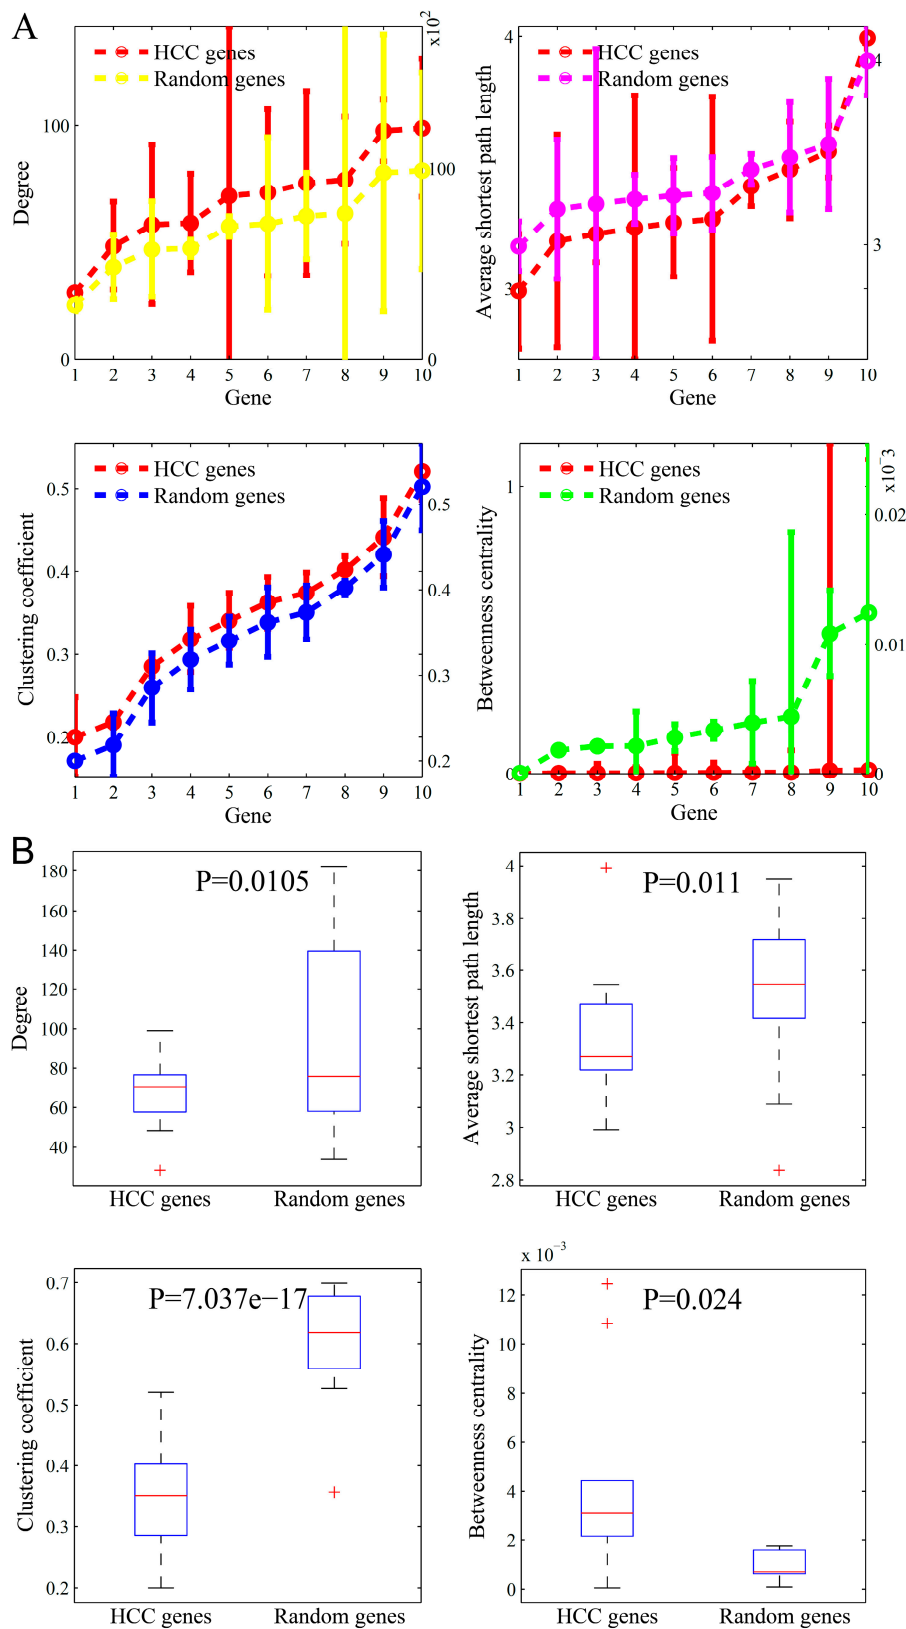 A
HCC genes
Random genes
x10²
Degree
100
0
100
0
1 2 3 4 5 6 7 8 9 10
Gene
HCC genes
Random genes
Average shortest path length
4
3
4
3
1 2 3 4 5 6 7 8 9 10
Gene
HCC genes
Random genes
Clustering coefficient
0.5
0.4
0.3
0.2
0.5
0.4
0.3
0.2
1 2 3 4 5 6 7 8 9 10
Gene
HCC genes
Random genes
x10⁻³
Betweenness centrality
1
0
0.02
0.01
0
1 2 3 4 5 6 7 8 9 10
Gene
B
P=0.0105
Degree
180
160
140
120
100
80
60
40
HCC genes Random genes
P=0.011
Average shortest path length
4
3.8
3.6
3.4
3.2
3
2.8
HCC genes Random genes
P=7.037e−17
Clustering coefficient
0.7
0.6
0.5
0.4
0.3
0.2
HCC genes Random genes
x 10⁻³
P=0.024
Betweenness centrality
12
10
8
6
4
2
0
HCC genes Random genes